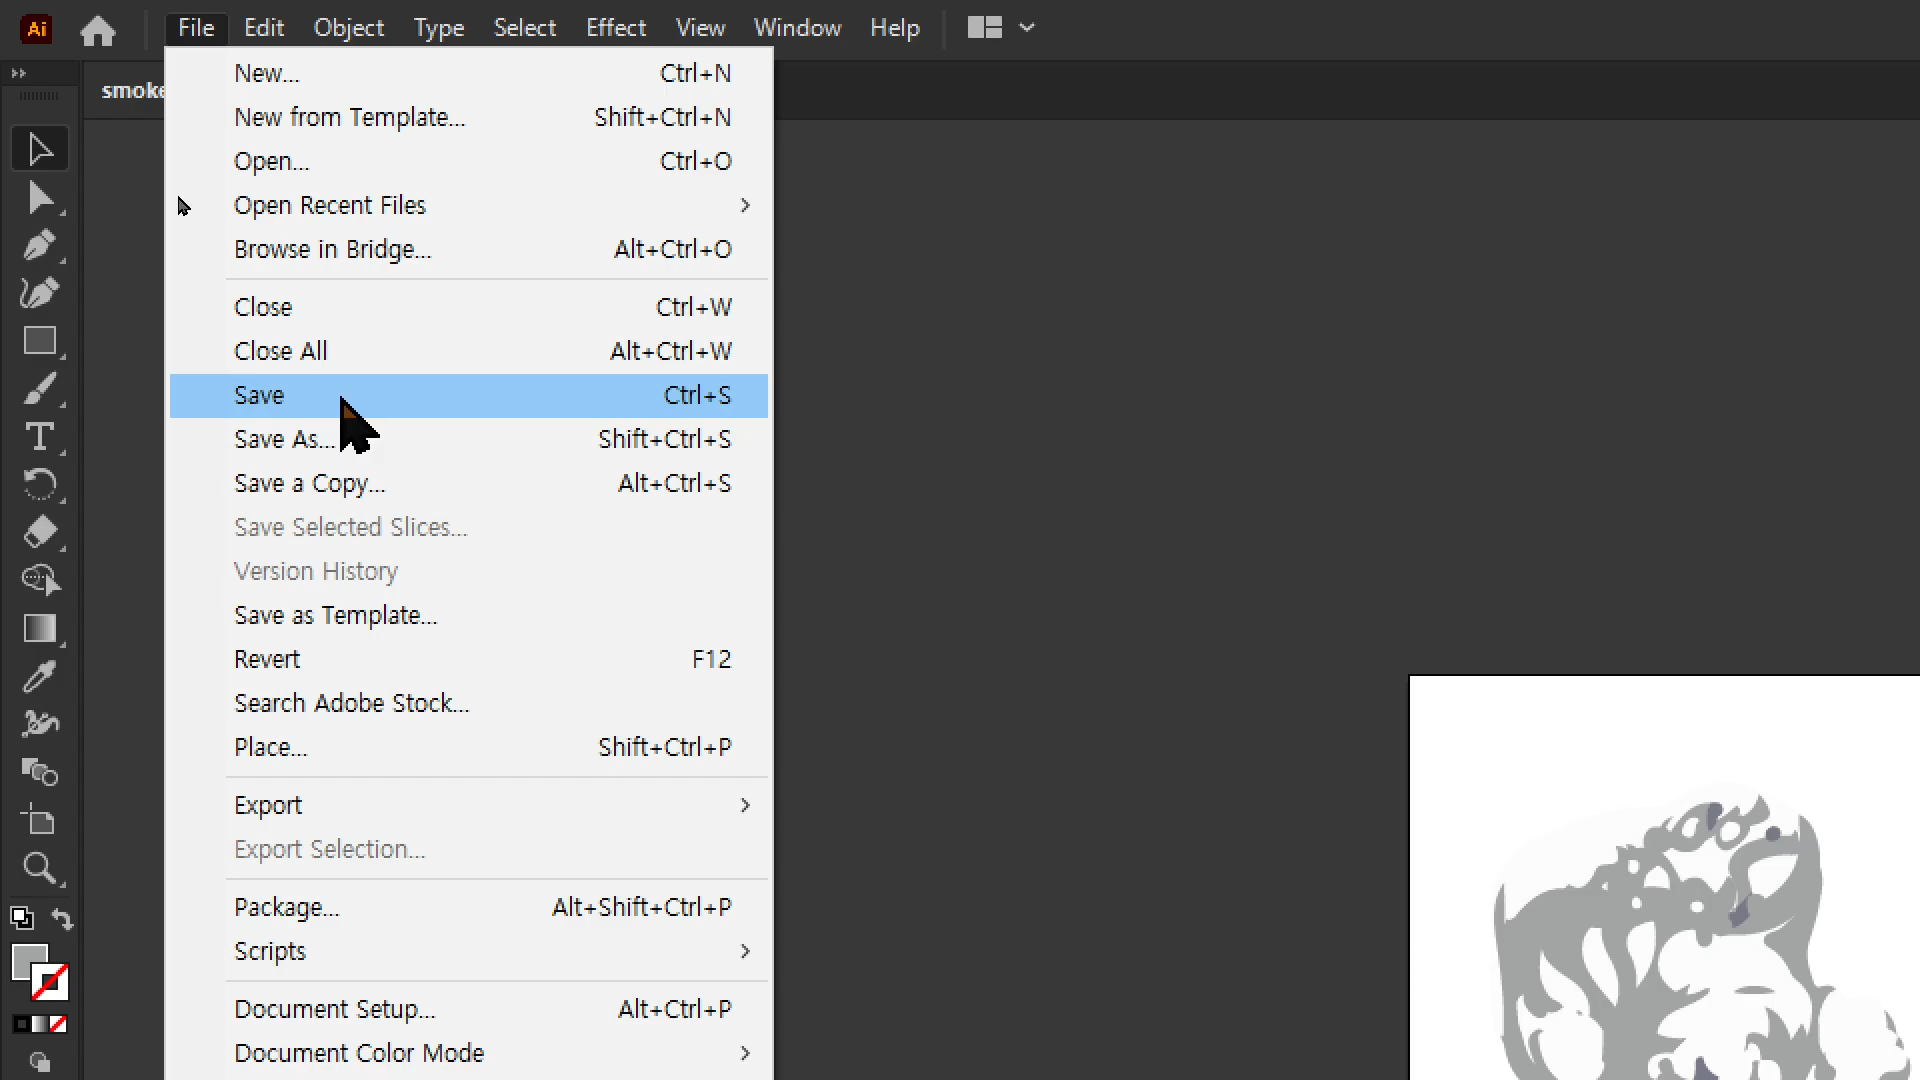 Ai
File Edit Object Type Select Effect View Window Help
smoke
New... Ctrl+N
New from Template... Shift+Ctrl+N
Open... Ctrl+O
Open Recent Files
Browse in Bridge... Alt+Ctrl+O
Close Ctrl+W
Close All Alt+Ctrl+W
Save Ctrl+S
Save As... Shift+Ctrl+S
Save a Copy... Alt+Ctrl+S
Save Selected Slices...
Version History
Save as Template...
Revert F12
Search Adobe Stock...
Place... Shift+Ctrl+P
Export
Export Selection...
Package... Alt+Shift+Ctrl+P
Scripts
Document Setup... Alt+Ctrl+P
Document Color Mode